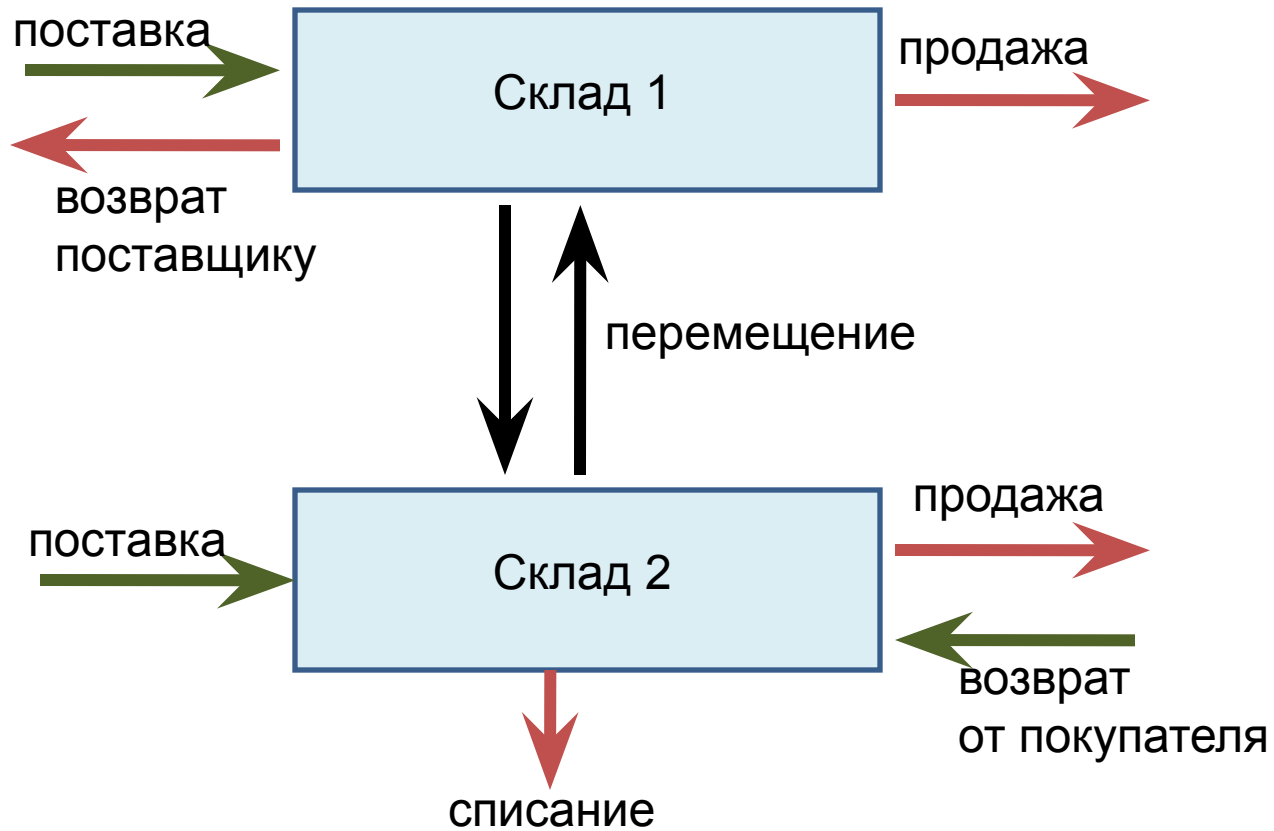 поставка
Склад 1
продажа
возврат
поставщику
перемещение
поставка
Склад 2
продажа
возврат
от покупателя
списание